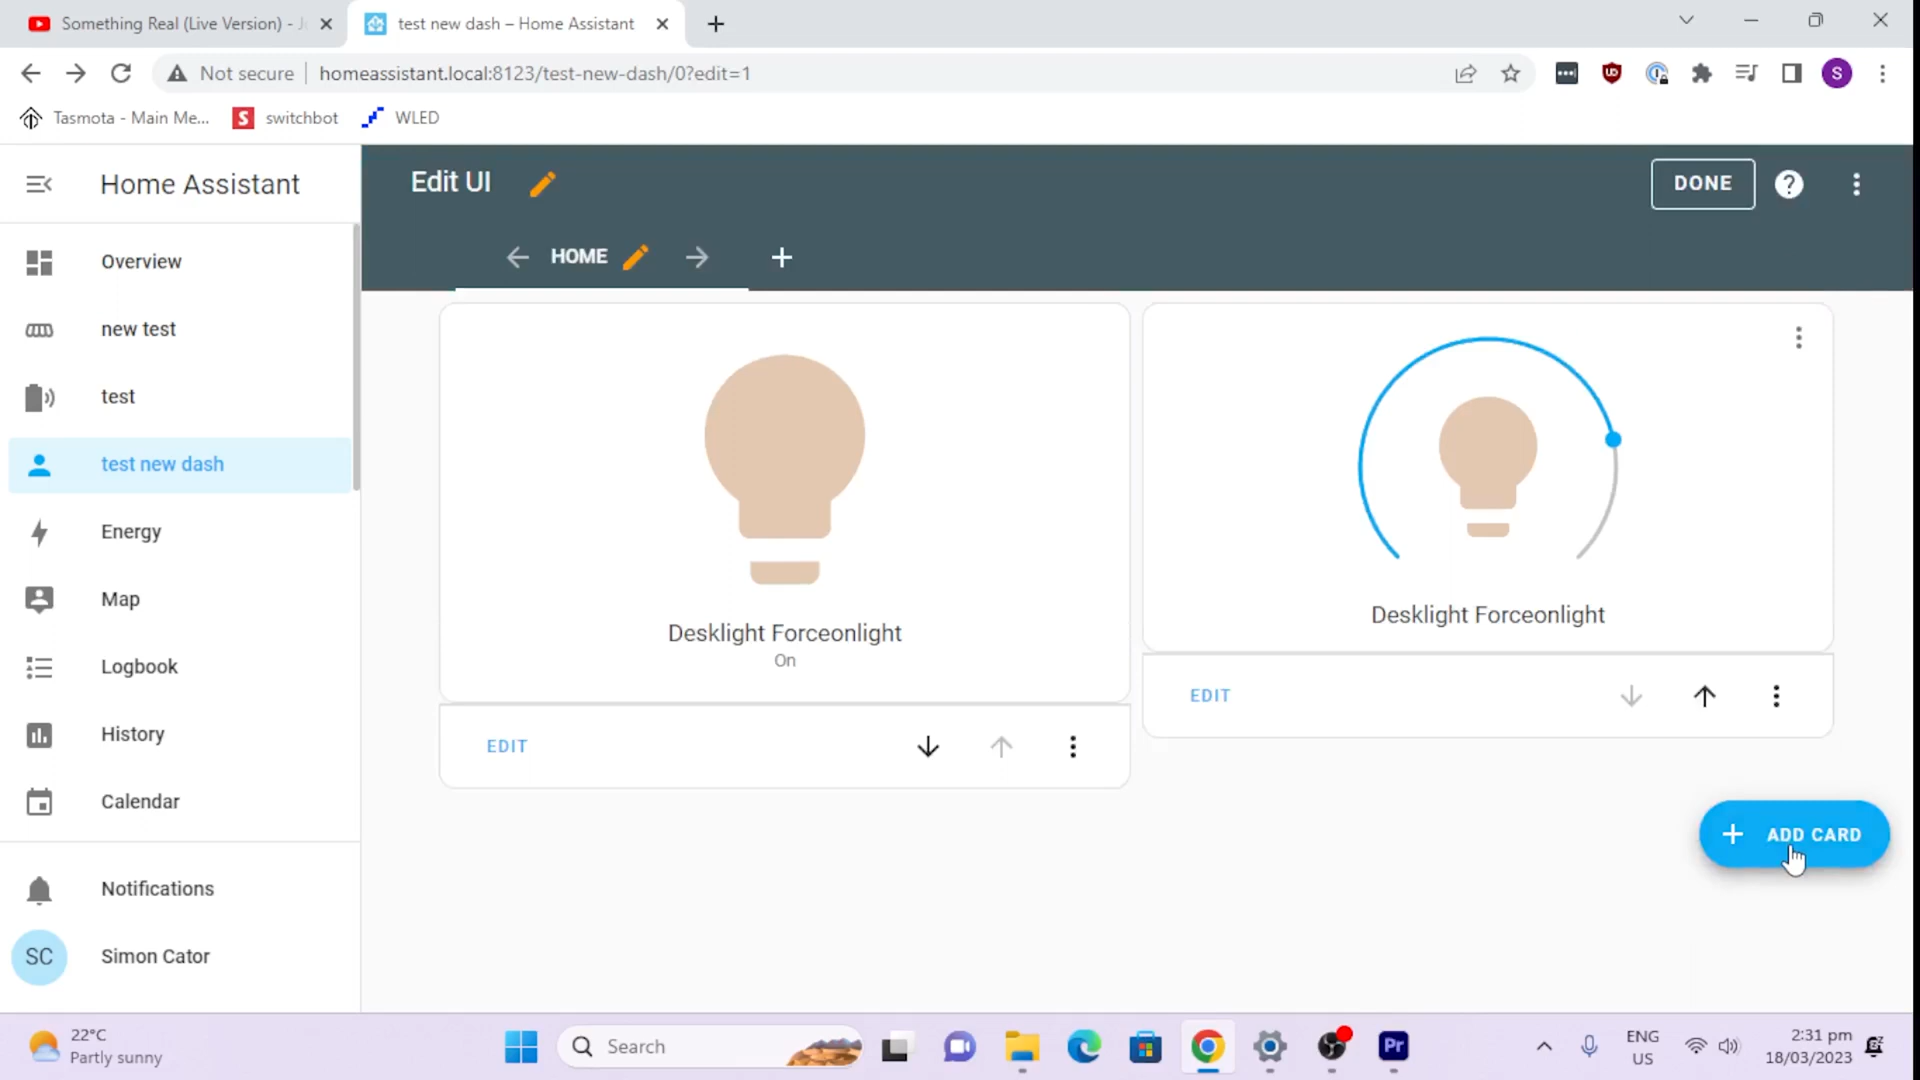 Something Real (Live Version) - J
test new dash – Home Assistant
Not secure
homeassistant.local:8123/test-new-dash/0?edit=1
S
Tasmota - Main Me...
S switchbot
WLED
Home Assistant
Edit UI
DONE
HOME
Overview
new test
test
test new dash
Energy
Map
Logbook
History
Calendar
Notifications
SC
Simon Cator
Desklight Forceonlight
On
EDIT
Desklight Forceonlight
EDIT
ADD CARD
22°C
Partly sunny
Search
Pr
ENG
US
2:31 pm
18/03/2023